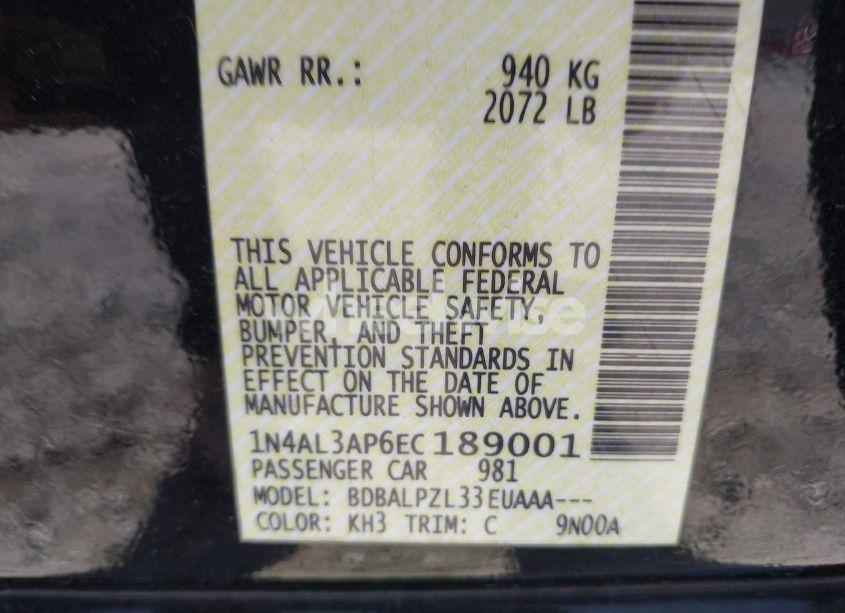 GAWR RR.: 940 KG
2072 LB
THIS VEHICLE CONFORMS TO
ALL APPLICABLE FEDERAL
MOTOR VEHICLE SAFETY,
BUMPER, AND THEFT
PREVENTION STANDARDS IN
EFFECT ON THE DATE OF
MANUFACTURE SHOWN ABOVE.
1N4AL3AP6EC189001
PASSENGER CAR 981
MODEL: BDBALPZL33EUAAA---
COLOR: KH3 TRIM: C 9N00A